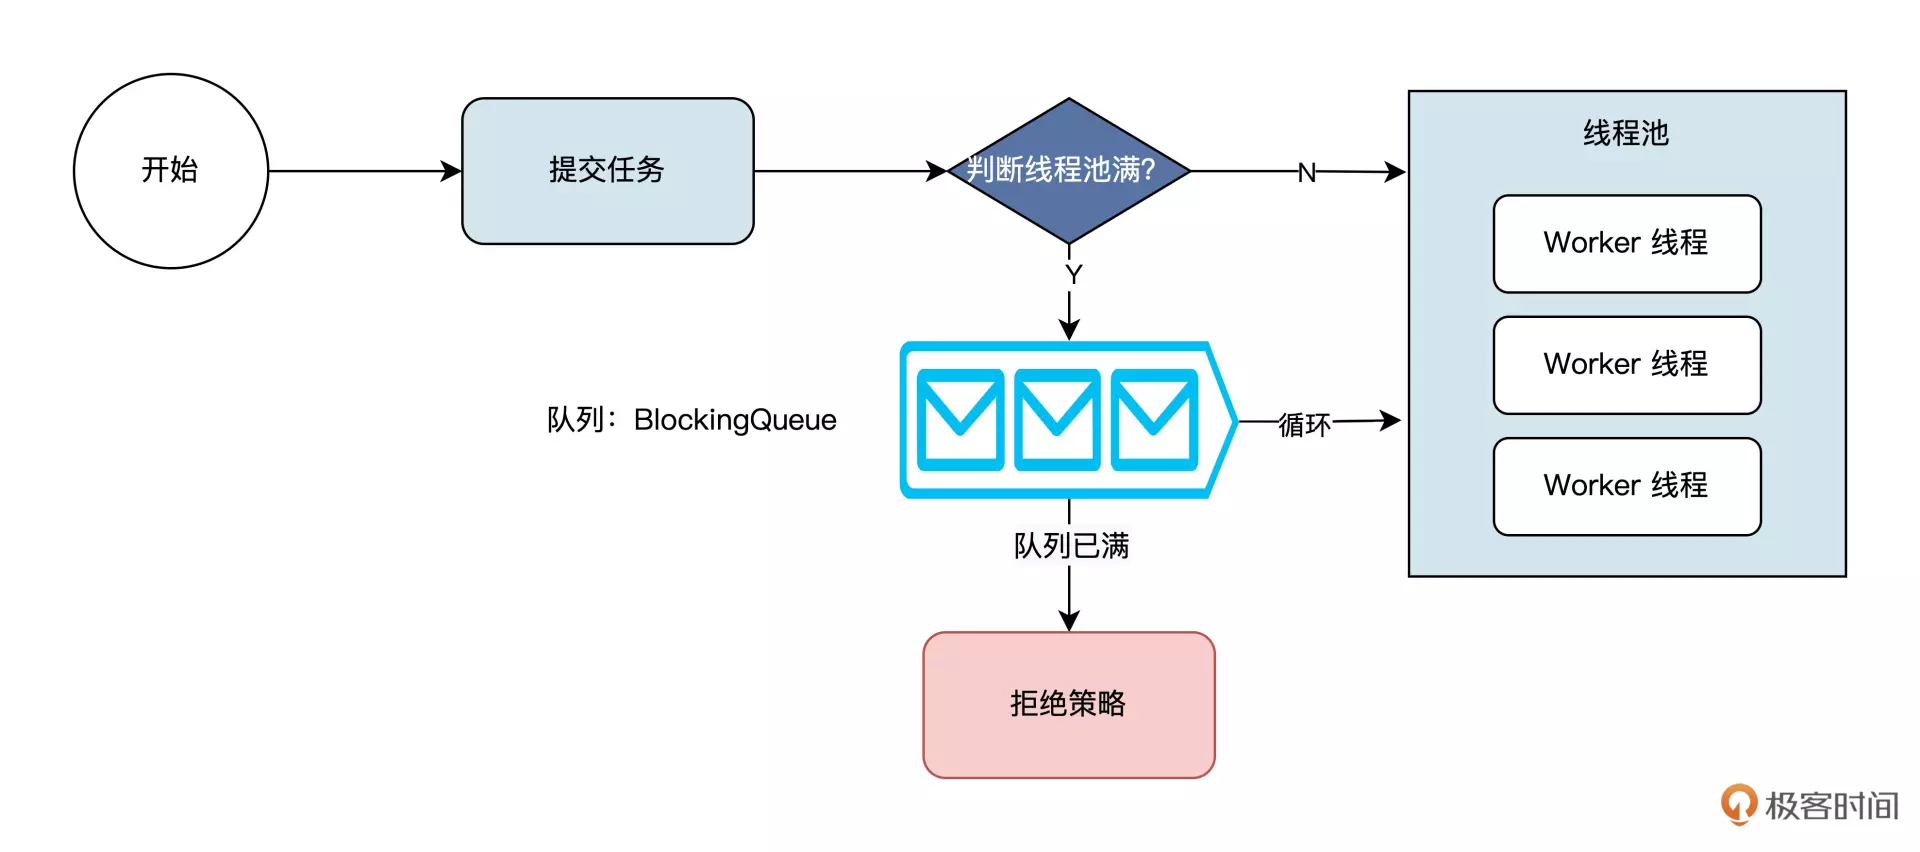 开始
提交任务
判断线程池满?
N
线程池
Worker 线程
Worker 线程
Worker 线程
Y
队列：BlockingQueue
循环
队列已满
拒绝策略
极客时间